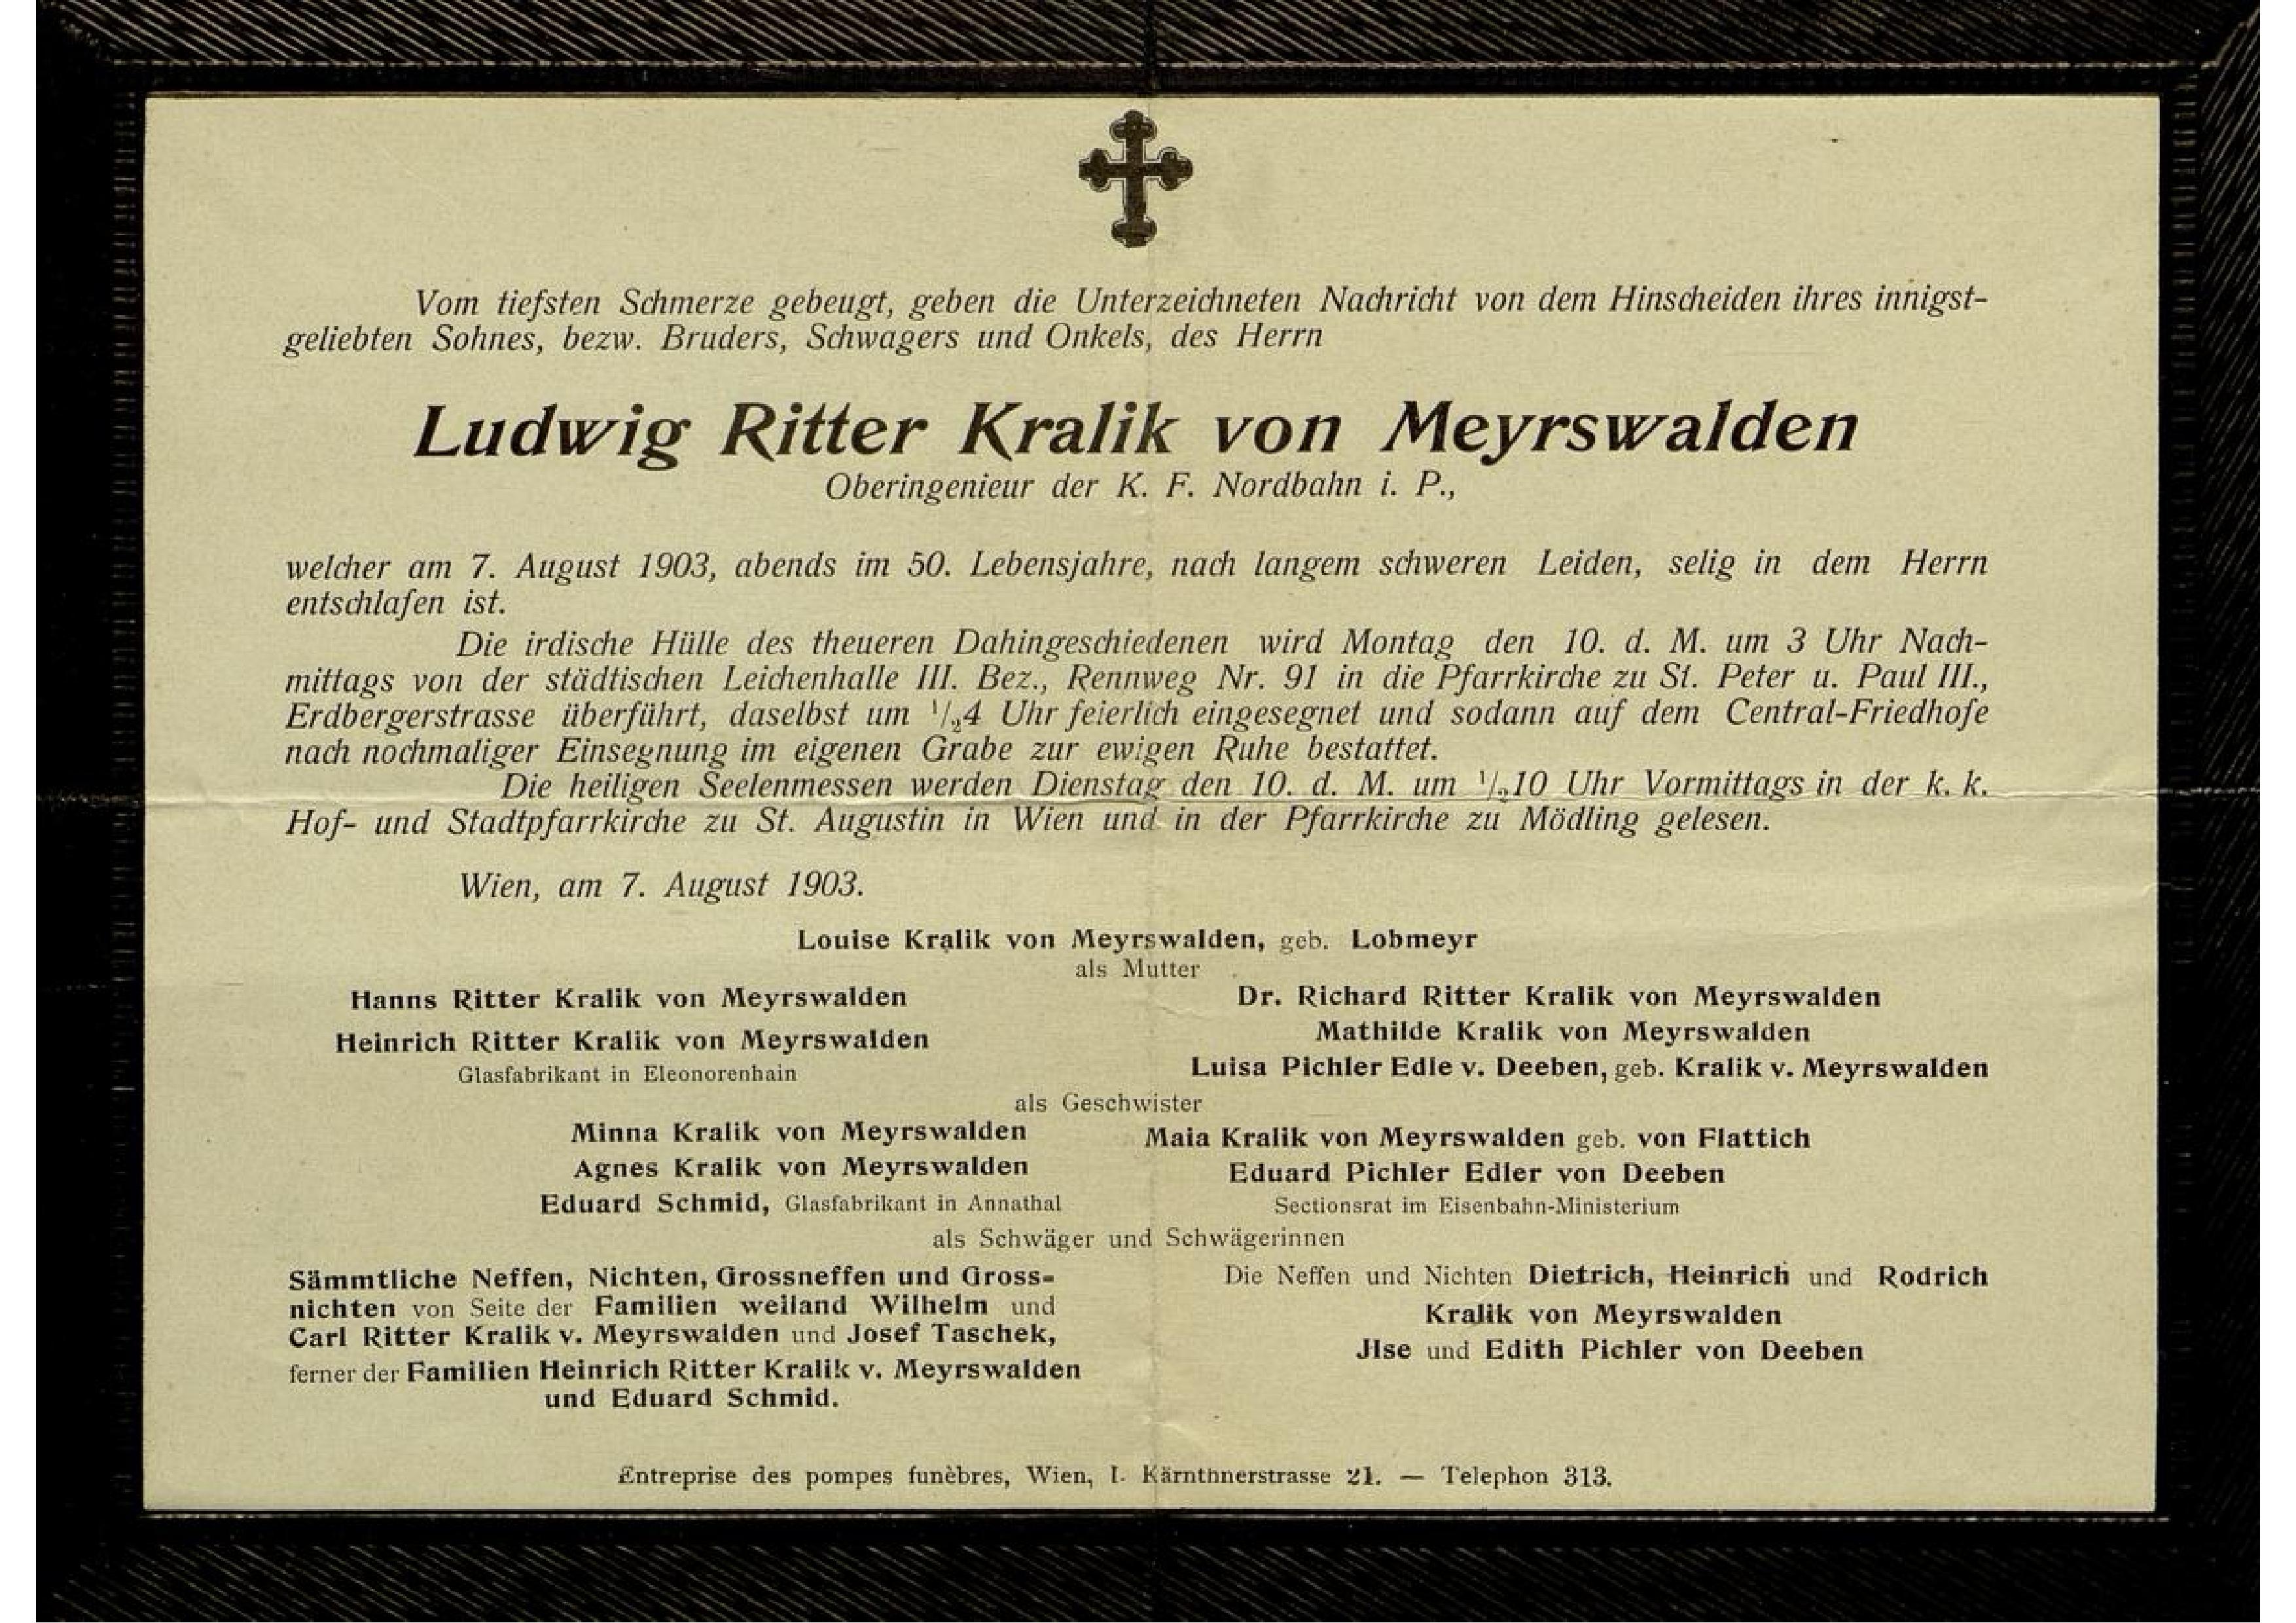 Vom tiefsten Schmerze gebeugt, geben die Unterzeichneten Nachricht von dem Hinscheiden ihres innigst-
geliebten Sohnes, bezw. Bruders, Schwagers und Onkels, des Herrn
Ludwig Ritter Kralik von Meyrswalden
Oberingenieur der K. F. Nordbahn i. P.,
welcher am 7. August 1903, abends im 50. Lebensjahre, nach langem schweren Leiden, selig in dem Herrn
entschlafen ist.
Die irdische Hülle des theueren Dahingeschiedenen wird Montag den 10. d. M. um 3 Uhr Nach-
mittags von der städtischen Leichenhalle III. Bez., Rennweg Nr. 91 in die Pfarrkirche zu St. Peter u. Paul III.,
Erdbergerstrasse überführt, daselbst um 1/24 Uhr feierlich eingesegnet und sodann auf dem Central-Friedhofe
nach nochmaliger Einsegnung im eigenen Grabe zur ewigen Ruhe bestattet.
Die heiligen Seelenmessen werden Dienstag den 10. d. M. um 1/210 Uhr Vormittags in der k. k.
Hof- und Stadtpfarrkirche zu St. Augustin in Wien und in der Pfarrkirche zu Mödling gelesen.
Wien, am 7. August 1903.
Louise Kralik von Meyrswalden, geb. Lobmeyr
als Mutter
Hanns Ritter Kralik von Meyrswalden
Heinrich Ritter Kralik von Meyrswalden
Glasfabrikant in Eleonorenhain
Dr. Richard Ritter Kralik von Meyrswalden
Mathilde Kralik von Meyrswalden
Luisa Pichler Edle v. Deeben, geb. Kralik v. Meyrswalden
als Geschwister
Minna Kralik von Meyrswalden
Agnes Kralik von Meyrswalden
Eduard Schmid, Glasfabrikant in Annathal
Maia Kralik von Meyrswalden geb. von Flattich
Eduard Pichler Edler von Deeben
Sectionsrat im Eisenbahn-Ministerium
als Schwäger und Schwägerinnen
Sämmtliche Neffen, Nichten, Grossneffen und Gross-
nichten von Seite der Familien weiland Wilhelm und
Carl Ritter Kralik v. Meyrswalden und Josef Taschek,
ferner der Familien Heinrich Ritter Kralik v. Meyrswalden
und Eduard Schmid.
Die Neffen und Nichten Dietrich, Heinrich und Rodrich
Kralik von Meyrswalden
Jlse und Edith Pichler von Deeben
Entreprise des pompes funèbres, Wien, I. Kärnthnerstrasse 21. — Telephon 313.